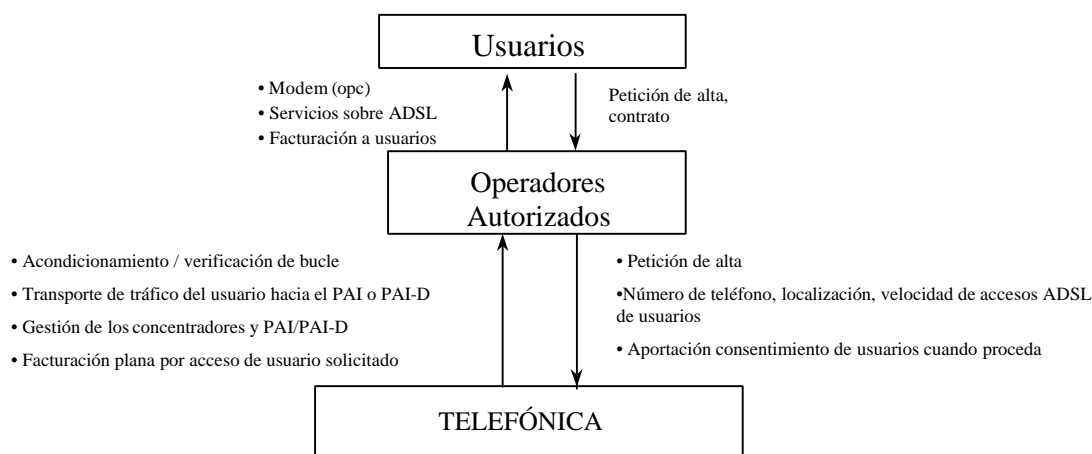 Usuarios
• Modem (opc)
• Servicios sobre ADSL
• Facturación a usuarios
Petición de alta,
contrato
Operadores
Autorizados
• Acondicionamiento / verificación de bucle
• Transporte de tráfico del usuario hacia el PAI o PAI-D
• Gestión de los concentradores y PAI/PAI-D
• Facturación plana por acceso de usuario solicitado
• Petición de alta
•Número de teléfono, localización, velocidad de accesos ADSL
de usuarios
• Aportación consentimiento de usuarios cuando proceda
TELEFÓNICA